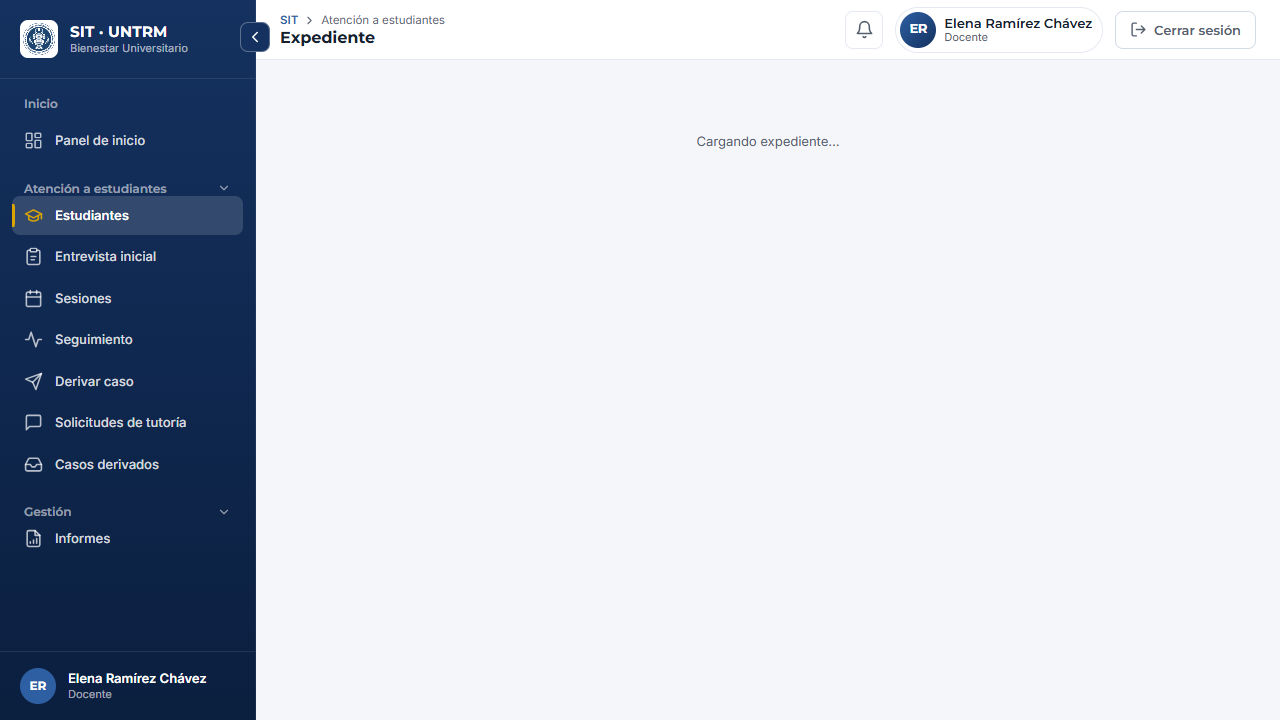 SIT · UNTRM
Bienestar Universitario
Inicio
Panel de inicio
Atención a estudiantes
Estudiantes
Entrevista inicial
Sesiones
Seguimiento
Derivar caso
Solicitudes de tutoría
Casos derivados
Gestión
Informes
ER
Elena Ramírez Chávez
Docente
SIT > Atención a estudiantes
Expediente
ER
Elena Ramírez Chávez
Docente
Cerrar sesión
Cargando expediente...